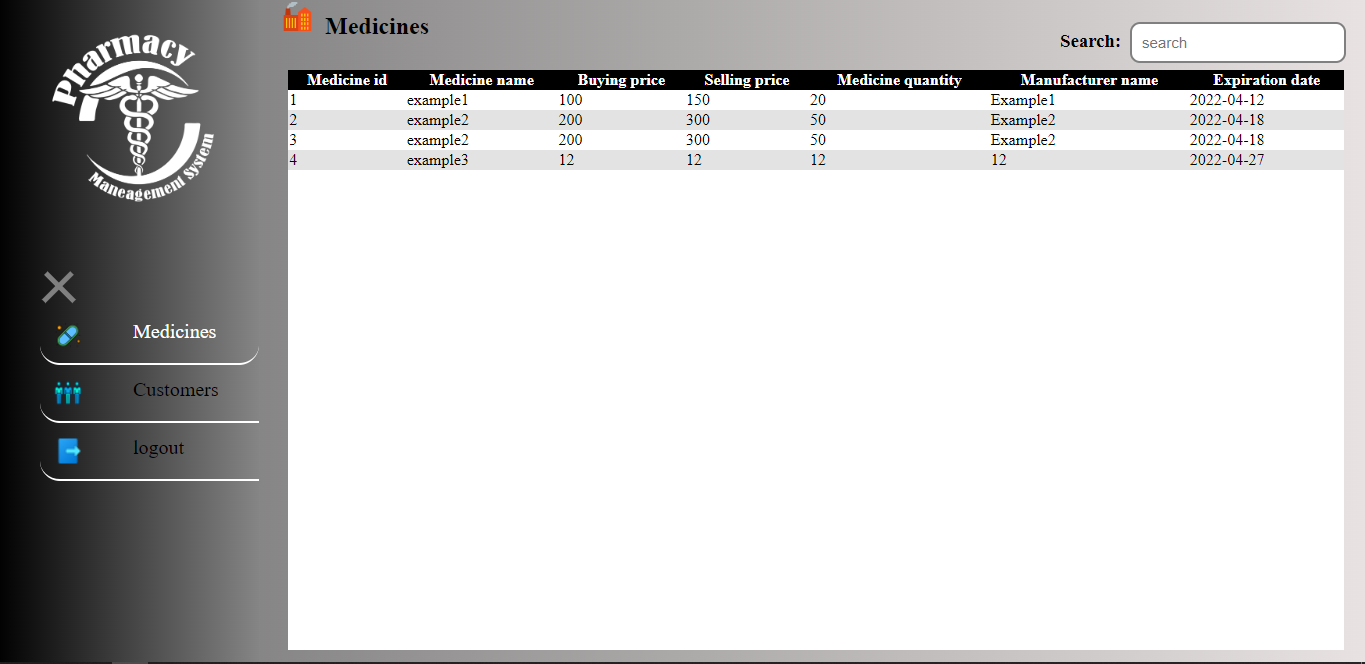 Pharmacy
Maneagement System
Medicines
Customers
logout
Medicines
Search: search
Medicine id Medicine name Buying price Selling price Medicine quantity Manufacturer name Expiration date
1 example1 100 150 20 Example1 2022-04-12
2 example2 200 300 50 Example2 2022-04-18
3 example2 200 300 50 Example2 2022-04-18
4 example3 12 12 12 12 2022-04-27